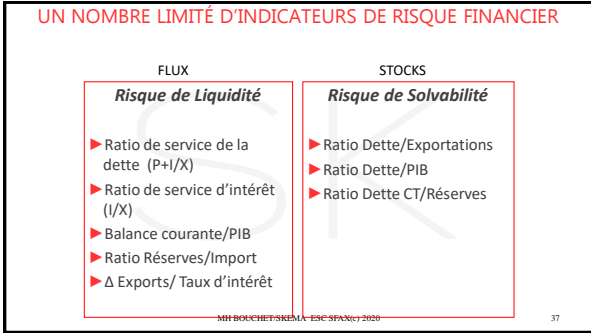 UN NOMBRE LIMITÉ D'INDICATEURS DE RISQUE FINANCIER
FLUX
Risque de Liquidité
►Ratio de service de la
dette (P+I/X)
►Ratio de service d'intérêt
(I/X)
►Balance courante/PIB
►Ratio Réserves/Import
►Δ Exports/ Taux d'intérêt
STOCKS
Risque de Solvabilité
►Ratio Dette/Exportations
►Ratio Dette/PIB
►Ratio Dette CT/Réserves
SK
MH BOUCHET/SKEMA ESC SFAX(c) 2020
37